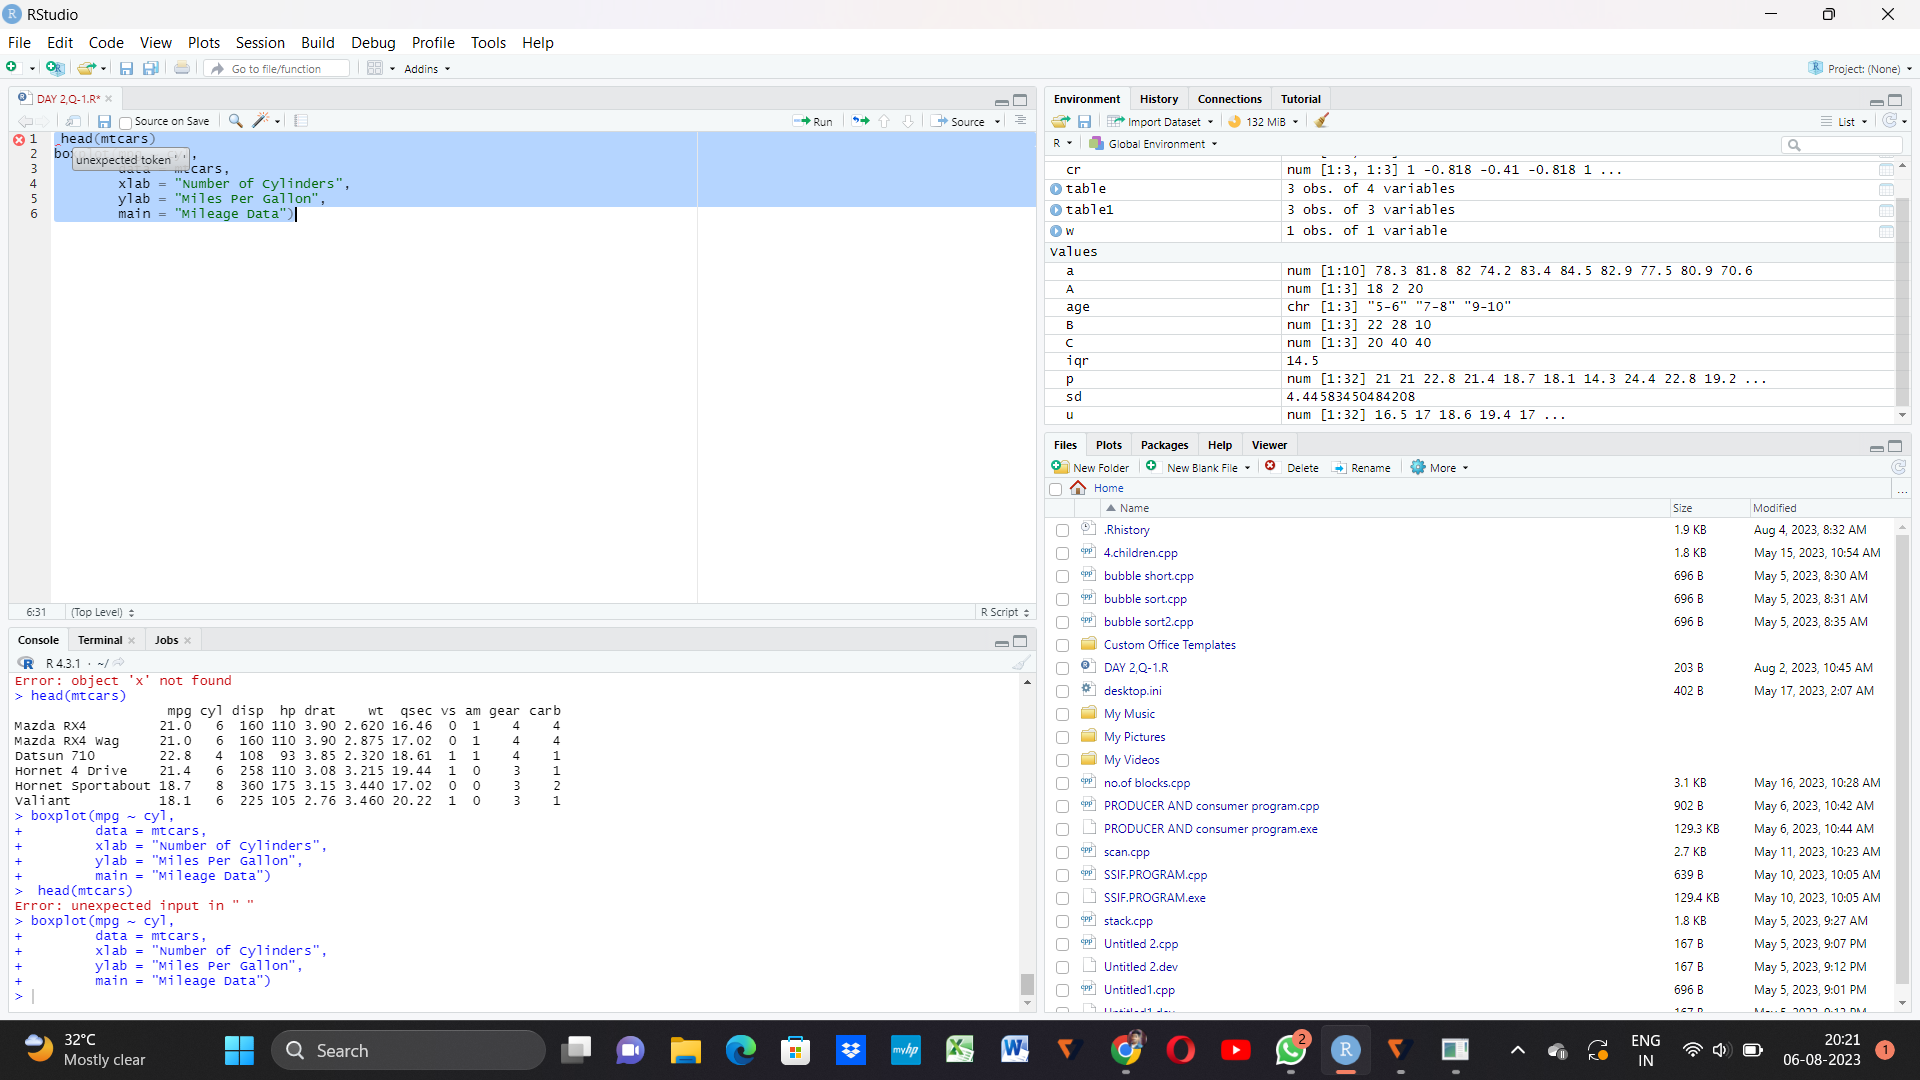 RStudio
File Edit Code View Plots Session Build Debug Profile Tools Help
Go to file/function Addins Project: (None)
DAY 2,Q-1.R*
Source on Save Run Source
1 head(mtcars)
2 bo ,
unexpected token ' '
3 mtcars,
4 xlab = "Number of Cylinders",
5 ylab = "Miles Per Gallon",
6 main = "Mileage Data")
6:31 (Top Level) R Script
Console Terminal Jobs
R 4.3.1 · ~/
Error: object 'x' not found
> head(mtcars)
mpg cyl disp hp drat wt qsec vs am gear carb
Mazda RX4 21.0 6 160 110 3.90 2.620 16.46 0 1 4 4
Mazda RX4 Wag 21.0 6 160 110 3.90 2.875 17.02 0 1 4 4
Datsun 710 22.8 4 108 93 3.85 2.320 18.61 1 1 4 1
Hornet 4 Drive 21.4 6 258 110 3.08 3.215 19.44 1 0 3 1
Hornet Sportabout 18.7 8 360 175 3.15 3.440 17.02 0 0 3 2
Valiant 18.1 6 225 105 2.76 3.460 20.22 1 0 3 1
> boxplot(mpg ~ cyl,
+ data = mtcars,
+ xlab = "Number of Cylinders",
+ ylab = "Miles Per Gallon",
+ main = "Mileage Data")
>  head(mtcars)
Error: unexpected input in " "
> boxplot(mpg ~ cyl,
+ data = mtcars,
+ xlab = "Number of Cylinders",
+ ylab = "Miles Per Gallon",
+ main = "Mileage Data")
>
Environment History Connections Tutorial
Import Dataset 132 MiB List
R Global Environment
cr num [1:3, 1:3] 1 -0.818 -0.41 -0.818 1 ...
table 3 obs. of 4 variables
table1 3 obs. of 3 variables
w 1 obs. of 1 variable
Values
a num [1:10] 78.3 81.8 82 74.2 83.4 84.5 82.9 77.5 80.9 70.6
A num [1:3] 18 2 20
age chr [1:3] "5-6" "7-8" "9-10"
B num [1:3] 22 28 10
C num [1:3] 20 40 40
iqr 14.5
p num [1:32] 21 21 22.8 21.4 18.7 18.1 14.3 24.4 22.8 19.2 ...
sd 4.44583450484208
u num [1:32] 16.5 17 18.6 19.4 17 ...
Files Plots Packages Help Viewer
New Folder New Blank File Delete Rename More
Home ...
Name Size Modified
.Rhistory 1.9 KB Aug 4, 2023, 8:32 AM
4.children.cpp 1.8 KB May 15, 2023, 10:54 AM
bubble short.cpp 696 B May 5, 2023, 8:30 AM
bubble sort.cpp 696 B May 5, 2023, 8:31 AM
bubble sort2.cpp 696 B May 5, 2023, 8:35 AM
Custom Office Templates
DAY 2,Q-1.R 203 B Aug 2, 2023, 10:45 AM
desktop.ini 402 B May 17, 2023, 2:07 AM
My Music
My Pictures
My Videos
no.of blocks.cpp 3.1 KB May 16, 2023, 10:28 AM
PRODUCER AND consumer program.cpp 902 B May 6, 2023, 10:42 AM
PRODUCER AND consumer program.exe 129.3 KB May 6, 2023, 10:44 AM
scan.cpp 2.7 KB May 11, 2023, 10:23 AM
SSIF.PROGRAM.cpp 639 B May 10, 2023, 10:05 AM
SSIF.PROGRAM.exe 129.4 KB May 10, 2023, 10:05 AM
stack.cpp 1.8 KB May 5, 2023, 9:27 AM
Untitled 2.cpp 167 B May 5, 2023, 9:07 PM
Untitled 2.dev 167 B May 5, 2023, 9:12 PM
Untitled1.cpp 696 B May 5, 2023, 9:01 PM
32°C
Mostly clear
Search
myhp
2
ENG
IN
20:21
06-08-2023
1